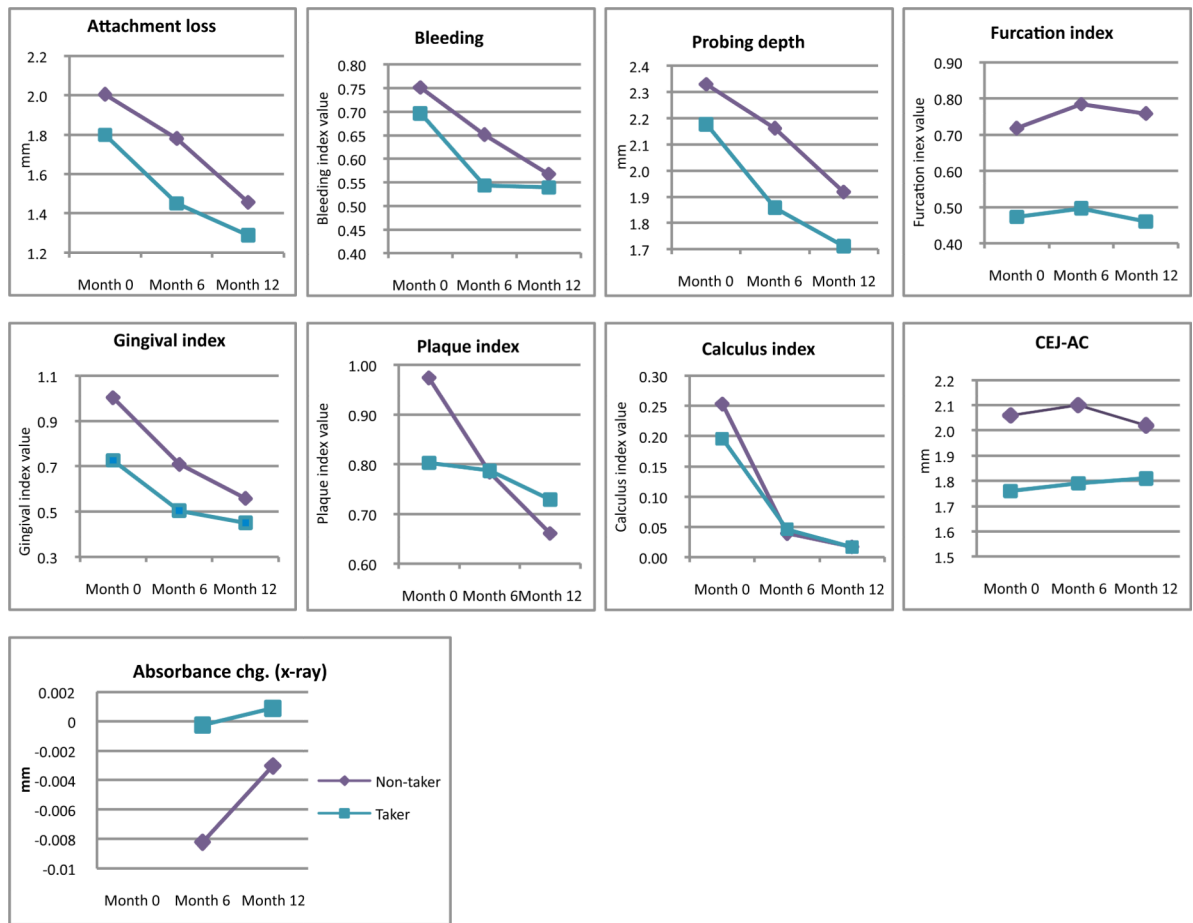 Attachment loss
2.2
2.0
1.8
mm
1.6
1.4
1.2
Month 0 Month 6 Month 12
Bleeding
Bleeding index value
0.80
0.75
0.70
0.65
0.60
0.55
0.50
0.45
0.40
Month 0 Month 6 Month 12
Probing depth
mm
2.4
2.3
2.2
2.1
2.0
1.9
1.8
1.7
Month 0 Month 6 Month 12
Furcation index
Furcation inex value
0.90
0.80
0.70
0.60
0.50
0.40
Month 0 Month 6 Month 12
Gingival index
Gingival index value
1.1
0.9
0.7
0.5
0.3
Month 0 Month 6 Month 12
Plaque index
Plaque index value
1.00
0.90
0.80
0.70
0.60
Month 0 Month 6 Month 12
Calculus index
Calculus index value
0.30
0.25
0.20
0.15
0.10
0.05
0.00
Month 0 Month 6 Month 12
CEJ-AC
mm
2.2
2.1
2.0
1.9
1.8
1.7
1.6
1.5
Month 0 Month 6 Month 12
Absorbance chg. (x-ray)
mm
0.002
0
-0.002
-0.004
-0.006
-0.008
-0.01
Month 0 Month 6 Month 12
Non-taker
Taker